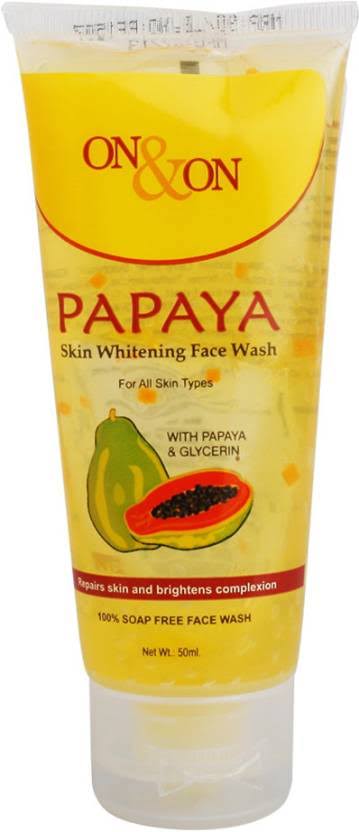 ON&ON
PAPAYA
Skin Whitening Face Wash
For All Skin Types
WITH PAPAYA
& GLYCERIN
Repairs skin and brightens complexion
100% SOAP FREE FACE WASH
Net Wt.: 50ml.